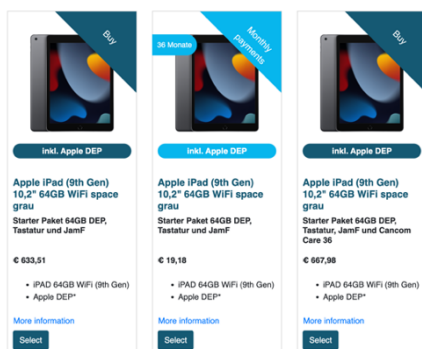 Buy
inkl. Apple DEP
Apple iPad (9th Gen)
10,2" 64GB WiFi space
grau
Starter Paket 64GB DEP,
Tastatur und JamF
€ 633,51
• iPAD 64GB WiFi (9th Gen)
• Apple DEP*
More information
Select
36 Monate
Monthly
payments
inkl. Apple DEP
Apple iPad (9th Gen)
10,2" 64GB WiFi space
grau
Starter Paket 64GB DEP,
Tastatur und JamF
€ 19,18
• iPAD 64GB WiFi (9th Gen)
• Apple DEP*
More information
Select
Buy
inkl. Apple DEP
Apple iPad (9th Gen)
10,2" 64GB WiFi space
grau
Starter Paket 64GB DEP,
Tastatur, JamF und Cancom
Care 36
€ 667,98
• iPAD 64GB WiFi (9th Gen)
• Apple DEP*
More information
Select